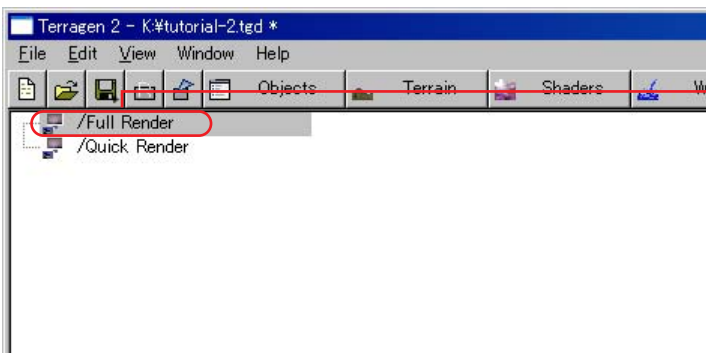 Terragen 2 - K:¥tutorial-2.tgd *
File Edit View Window Help
Objects Terrain Shaders
/Full Render
/Quick Render